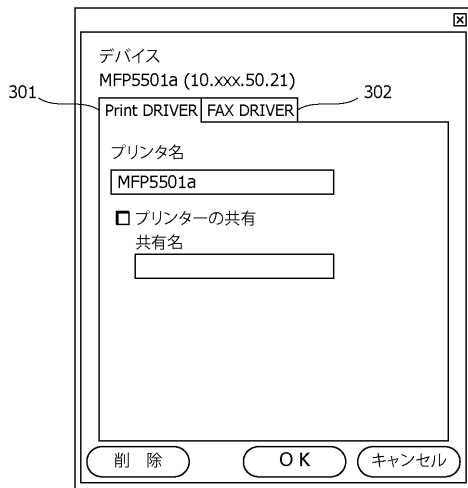 デバイス
MFP5501a (10.xxx.50.21)
301
302
Print DRIVER FAX DRIVER
プリンタ名
MFP5501a
プリンターの共有
共有名
削 除 OK キャンセル